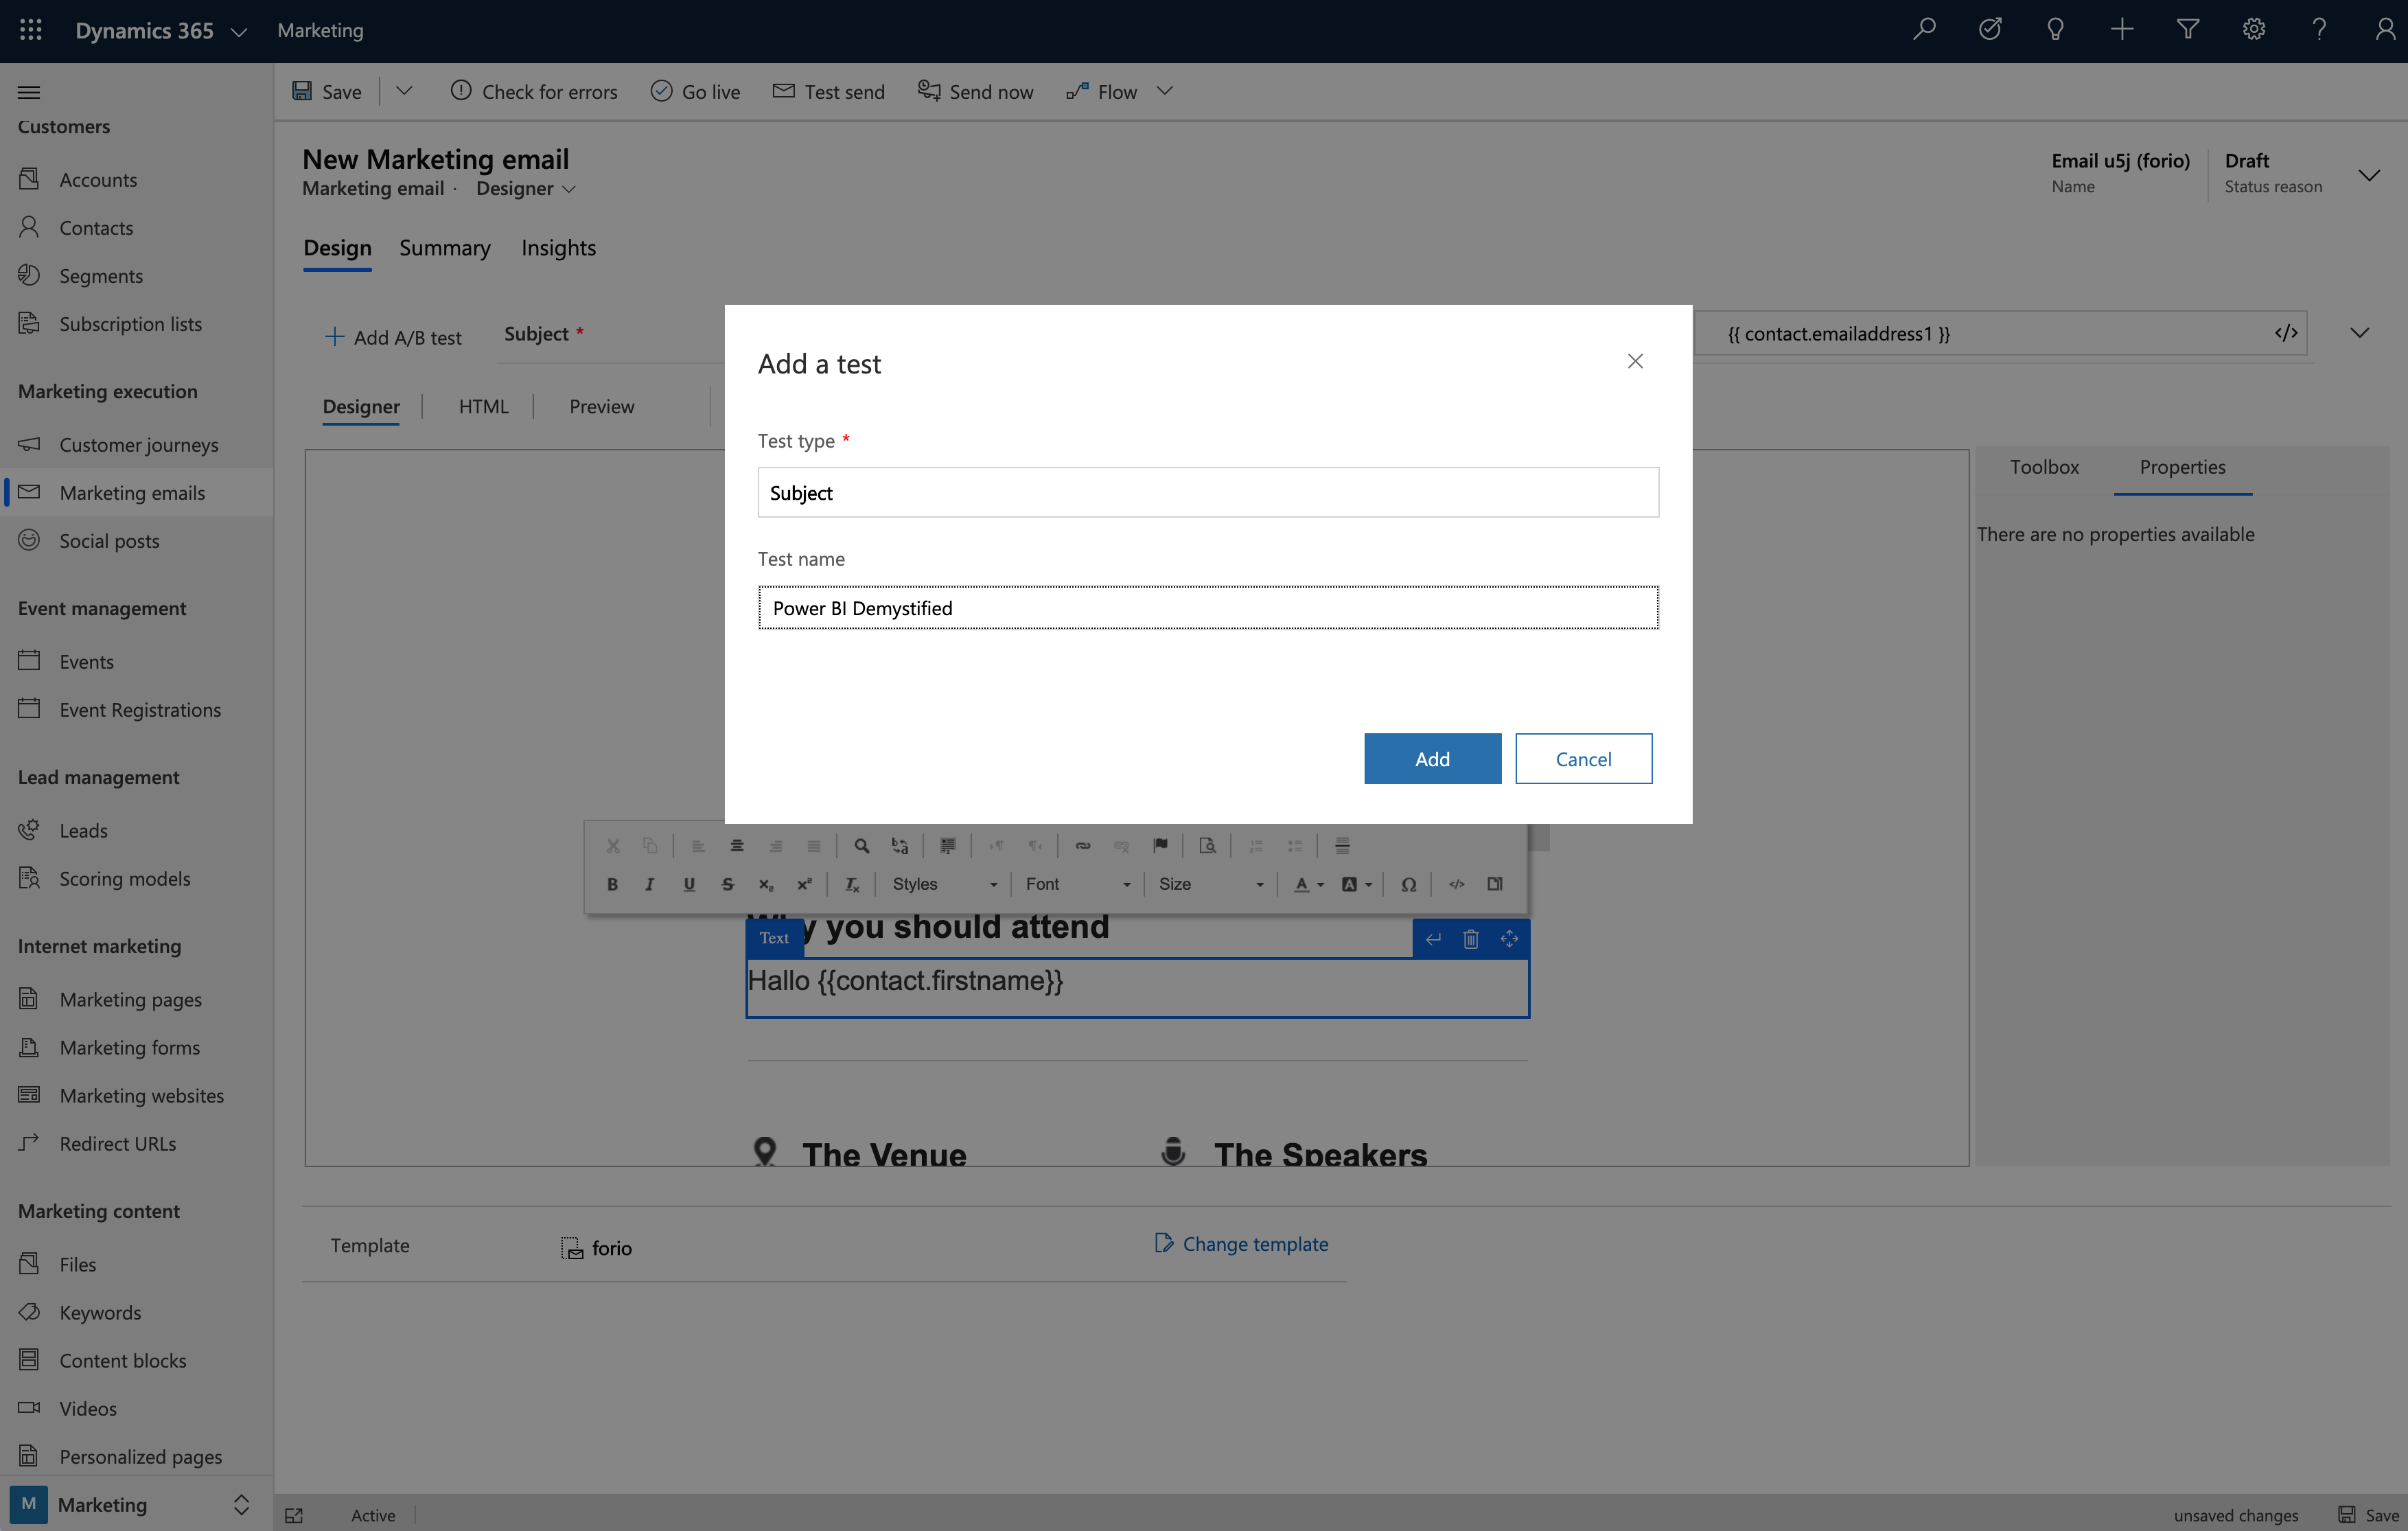 Dynamics 365 Marketing
Save Check for errors Go live Test send Send now Flow
Customers
Accounts
Contacts
Segments
Subscription lists
Marketing execution
Customer journeys
Marketing emails
Social posts
Event management
Events
Event Registrations
Lead management
Leads
Scoring models
Internet marketing
Marketing pages
Marketing forms
Marketing websites
Redirect URLs
Marketing content
Files
Keywords
Content blocks
Videos
Personalized pages
M Marketing
New Marketing email
Marketing email · Designer
Email u5j (forio)
Name
Draft
Status reason
Design Summary Insights
Add A/B test Subject *
{{ contact.emailaddress1 }} </>
Designer HTML Preview
Add a test
Test type *
Subject
Test name
Power BI Demystified
Add Cancel
Toolbox Properties
There are no properties available
B I U S x₂ x² Tx Styles Font Size A A Ω </>
Why you should attend
Text
Hallo {{contact.firstname}}
The Venue The Speakers
Template forio Change template
Active unsaved changes Save